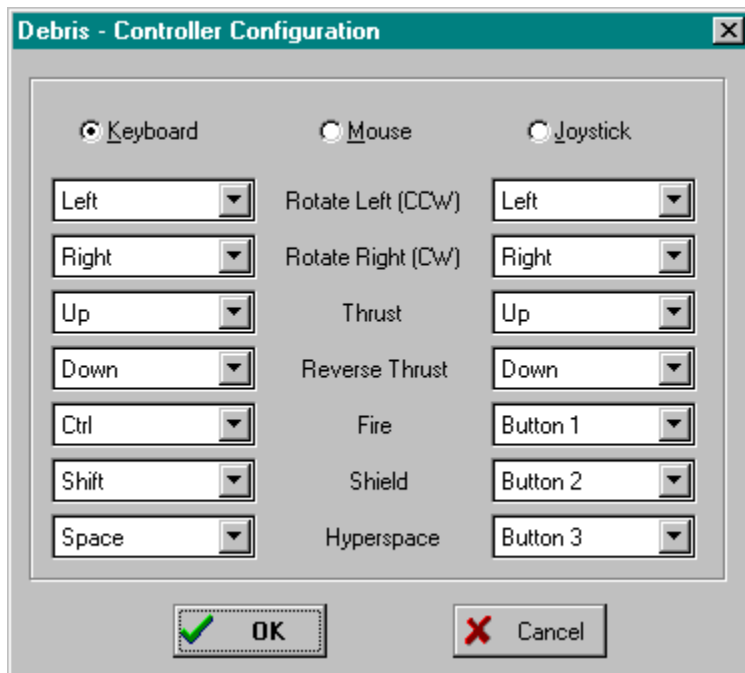 Debris - Controller Configuration
Keyboard Mouse Joystick
Left Rotate Left (CCW) Left
Right Rotate Right (CW) Right
Up Thrust Up
Down Reverse Thrust Down
Ctrl Fire Button 1
Shift Shield Button 2
Space Hyperspace Button 3
OK Cancel